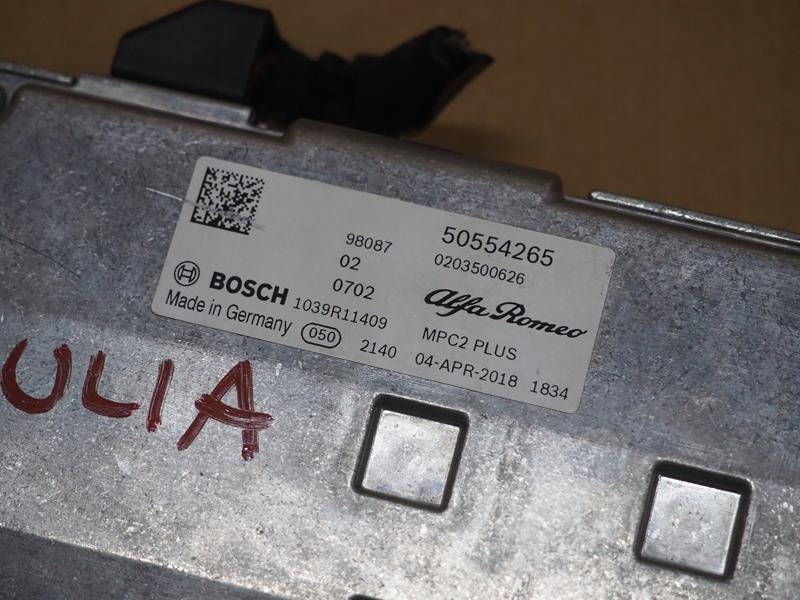 50554265
98087
0203500626
02
0702
Alfa Romeo
BOSCH 1039R11409
MPC2 PLUS
Made in Germany 050 2140 04-APR-2018 1834
ULIA